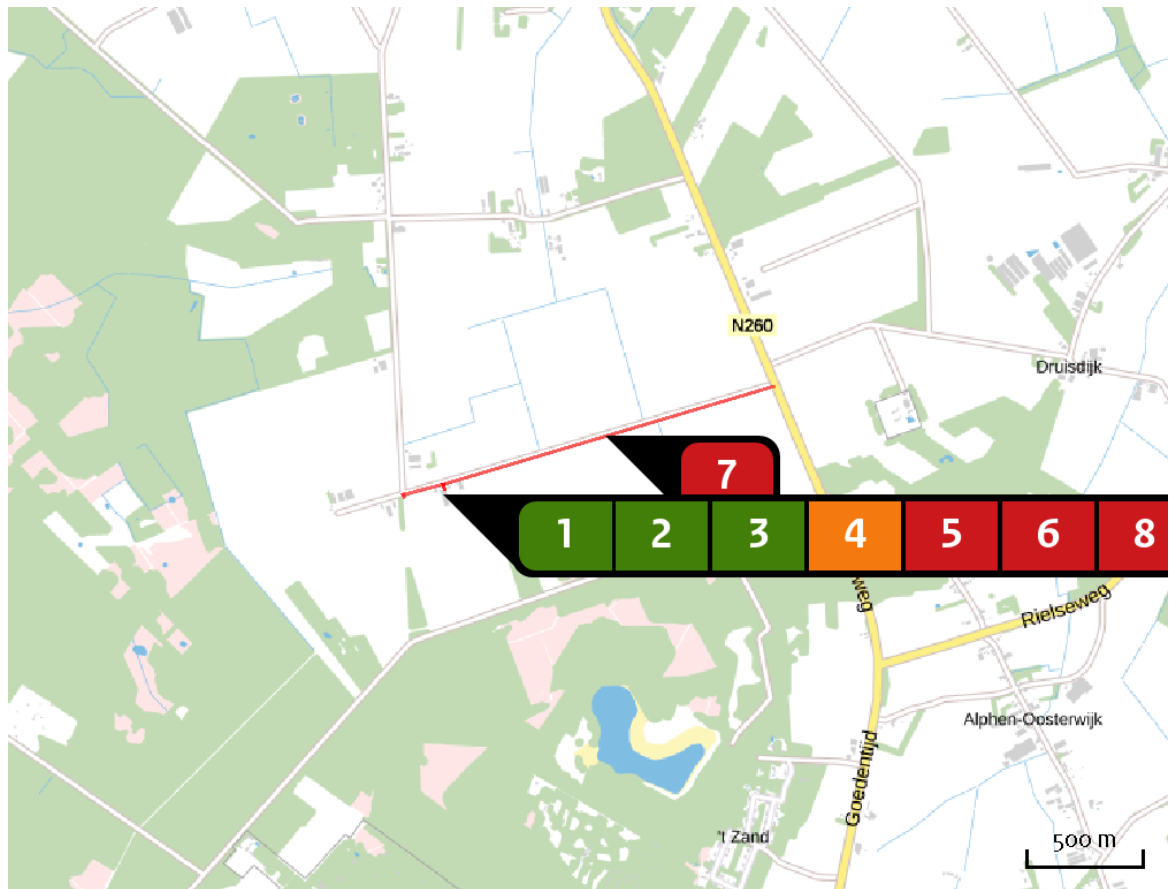 N260
Druisdijk
7
1 2 3 4 5 6 8
weg
Rielseweg
Alphen-Oosterwijk
Goedentijd
't Zand
500 m